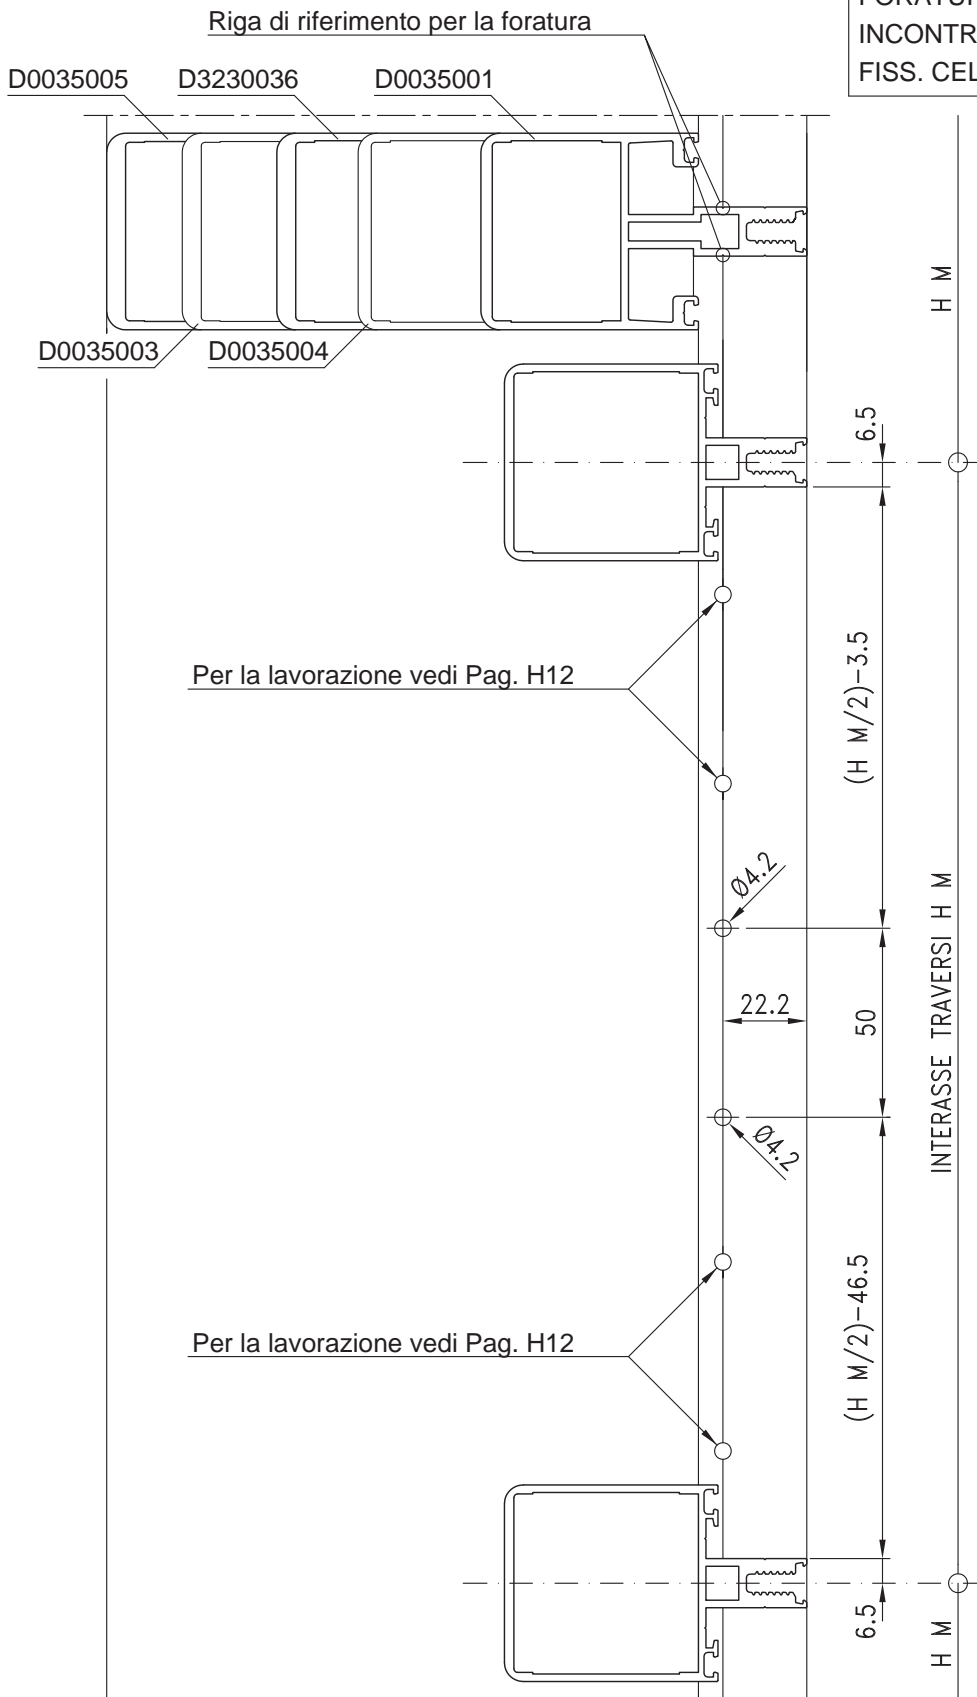 Riga di riferimento per la foratura
INCONTR
FISS. CEL
D0035005
D3230036
D0035001
D0035003
D0035004
H M
6.5
Per la lavorazione vedi Pag. H12
(H M/2)-3.5
Ø4.2
22.2
50
INTERASSE TRAVERSI H M
Ø4.2
Per la lavorazione vedi Pag. H12
(H M/2)-46.5
6.5
H M